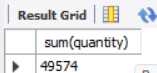 Result Grid
sum(quantity)
49574